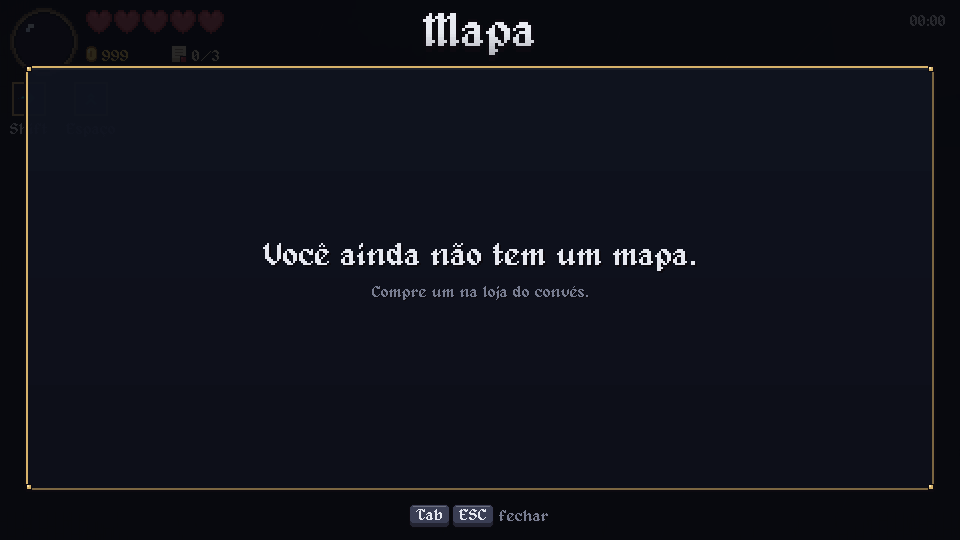 Mapa
00:00
999
0/3
Você ainda não tem um mapa.
Compre um na loja do convés.
Tab ESC fechar